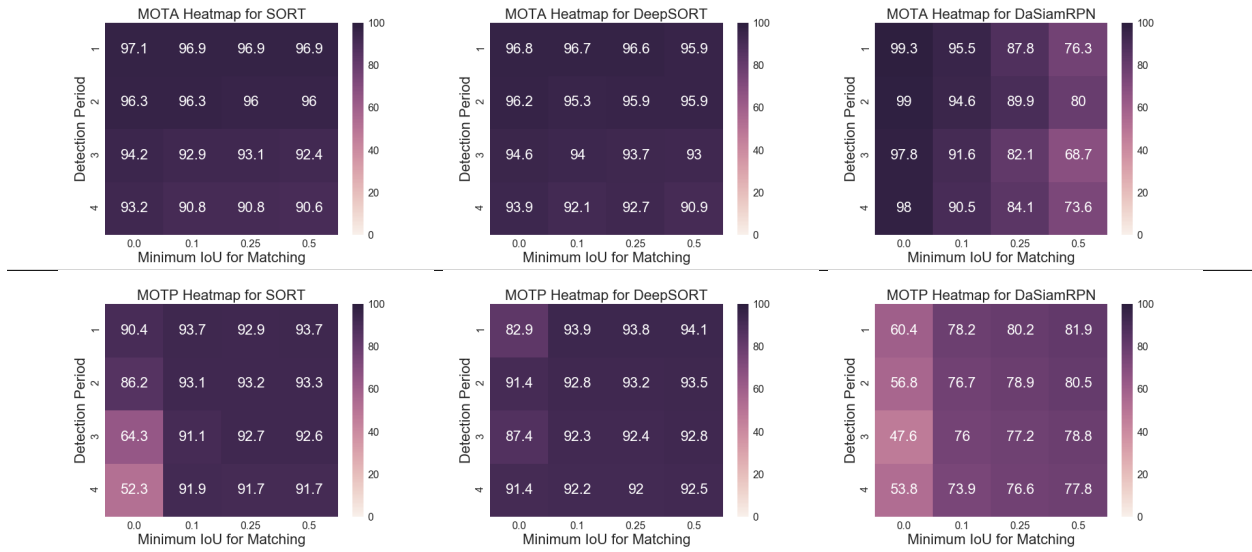 MOTA Heatmap for SORT
100
80
60
40
20
0
Detection Period
1 97.1 96.9 96.9 96.9
2 96.3 96.3 96 96
3 94.2 92.9 93.1 92.4
4 93.2 90.8 90.8 90.6
0.0 0.1 0.25 0.5
Minimum IoU for Matching
MOTA Heatmap for DeepSORT
100
80
60
40
20
0
Detection Period
1 96.8 96.7 96.6 95.9
2 96.2 95.3 95.9 95.9
3 94.6 94 93.7 93
4 93.9 92.1 92.7 90.9
0.0 0.1 0.25 0.5
Minimum IoU for Matching
MOTA Heatmap for DaSiamRPN
100
80
60
40
20
0
Detection Period
1 99.3 95.5 87.8 76.3
2 99 94.6 89.9 80
3 97.8 91.6 82.1 68.7
4 98 90.5 84.1 73.6
0.0 0.1 0.25 0.5
Minimum IoU for Matching
MOTP Heatmap for SORT
100
80
60
40
20
0
Detection Period
1 90.4 93.7 92.9 93.7
2 86.2 93.1 93.2 93.3
3 64.3 91.1 92.7 92.6
4 52.3 91.9 91.7 91.7
0.0 0.1 0.25 0.5
Minimum IoU for Matching
MOTP Heatmap for DeepSORT
100
80
60
40
20
0
Detection Period
1 82.9 93.9 93.8 94.1
2 91.4 92.8 93.2 93.5
3 87.4 92.3 92.4 92.8
4 91.4 92.2 92 92.5
0.0 0.1 0.25 0.5
Minimum IoU for Matching
MOTP Heatmap for DaSiamRPN
100
80
60
40
20
0
Detection Period
1 60.4 78.2 80.2 81.9
2 56.8 76.7 78.9 80.5
3 47.6 76 77.2 78.8
4 53.8 73.9 76.6 77.8
0.0 0.1 0.25 0.5
Minimum IoU for Matching